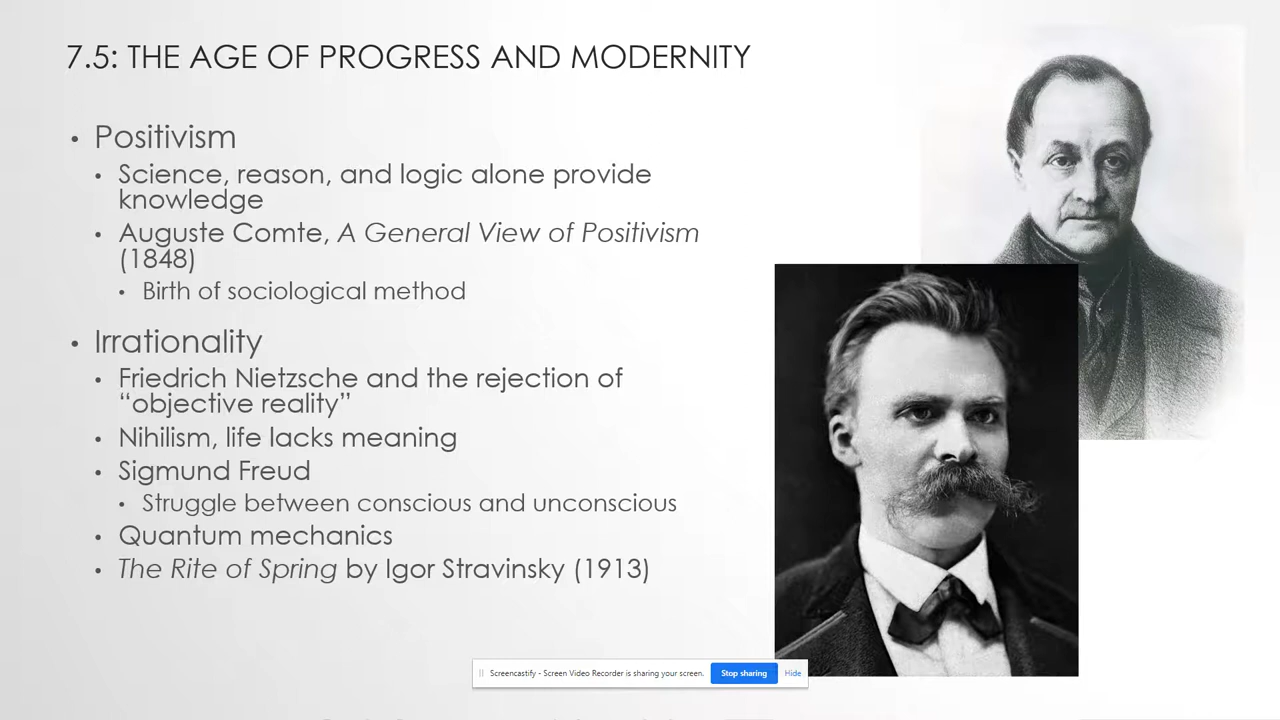 7.5: THE AGE OF PROGRESS AND MODERNITY
• Positivism
• Science, reason, and logic alone provide
knowledge
• Auguste Comte, A General View of Positivism
(1848)
• Birth of sociological method
• Irrationality
• Friedrich Nietzsche and the rejection of
“objective reality”
• Nihilism, life lacks meaning
• Sigmund Freud
• Struggle between conscious and unconscious
• Quantum mechanics
• The Rite of Spring by Igor Stravinsky (1913)
Screencastify - Screen Video Recorder is sharing your screen. Stop sharing Hide